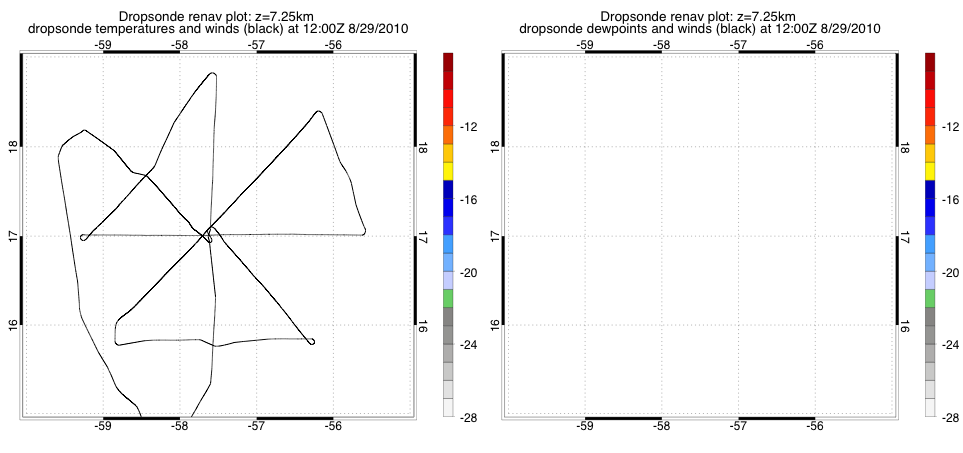 Dropsonde renav plot: z=7.25km
dropsonde temperatures and winds (black) at 12:00Z 8/29/2010
-59 -58 -57 -56
18 18
17 17
16 16
-59 -58 -57 -56
-12
-16
-20
-24
-28
Dropsonde renav plot: z=7.25km
dropsonde dewpoints and winds (black) at 12:00Z 8/29/2010
-59 -58 -57 -56
18 18
17 17
16 16
-59 -58 -57 -56
-12
-16
-20
-24
-28